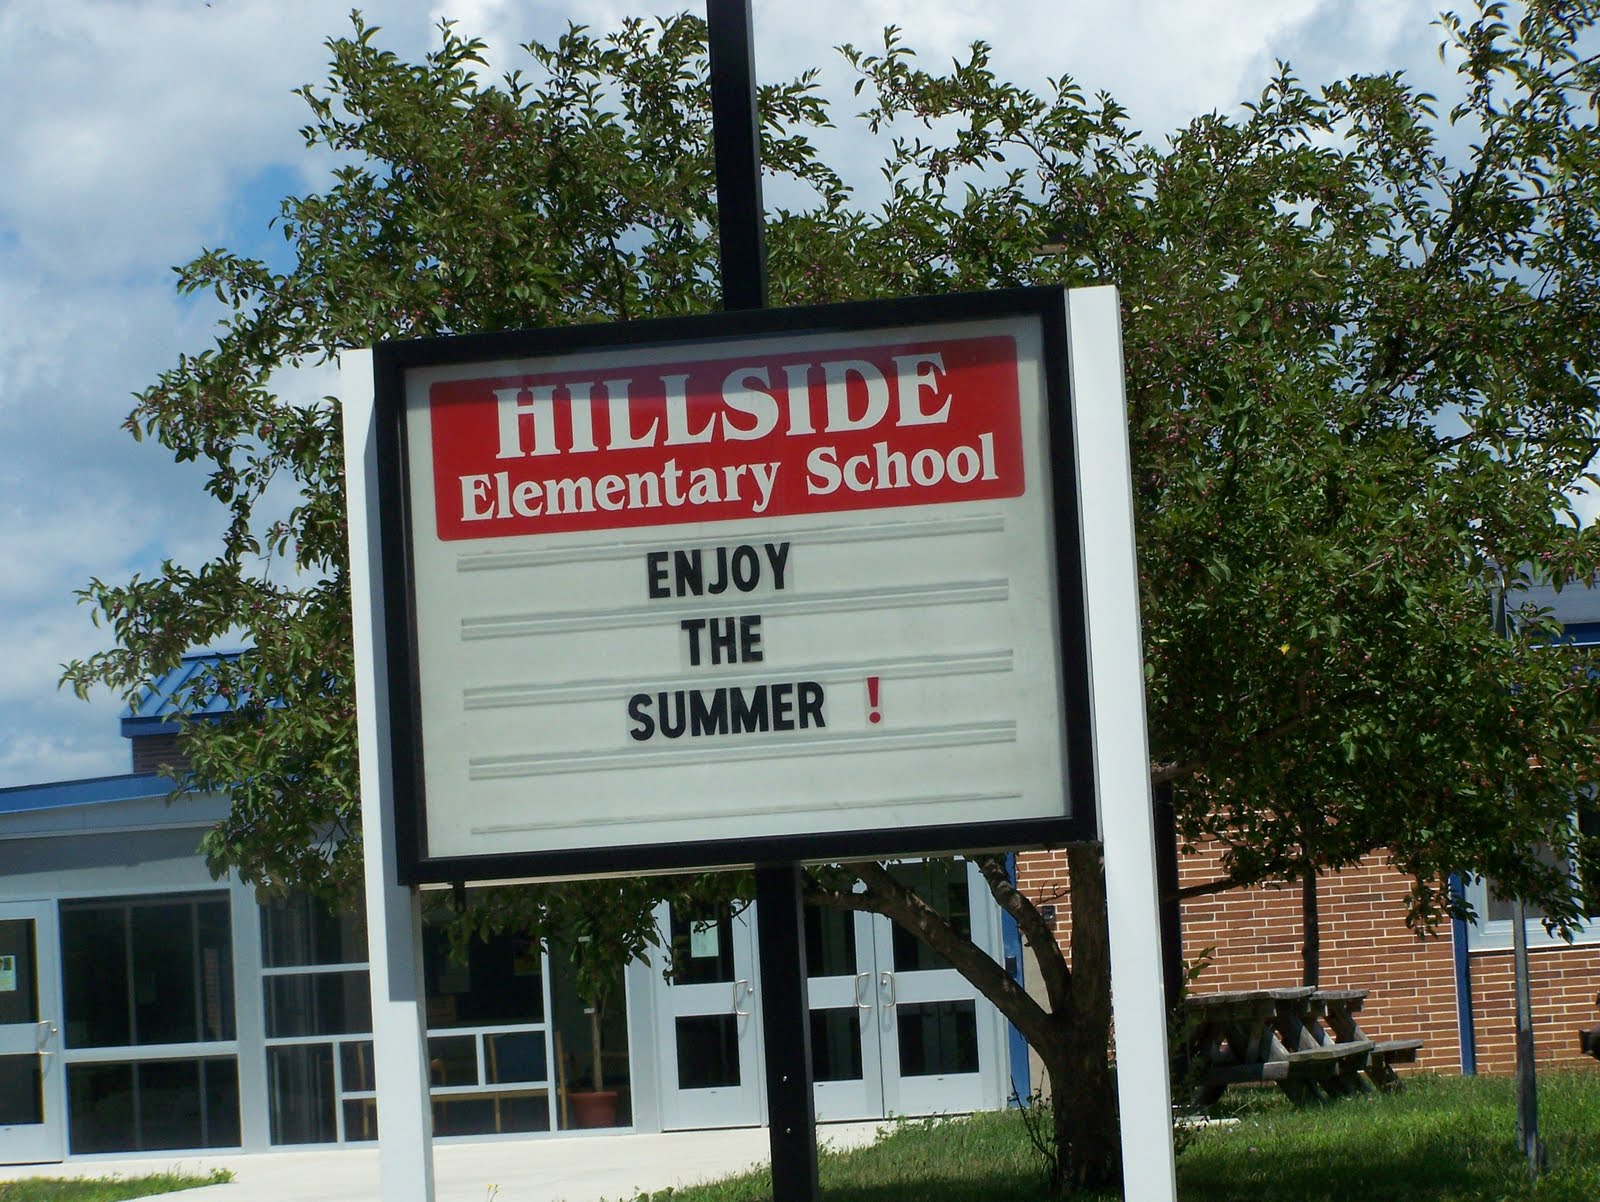 HILLSIDE
Elementary School
ENJOY
THE
SUMMER !